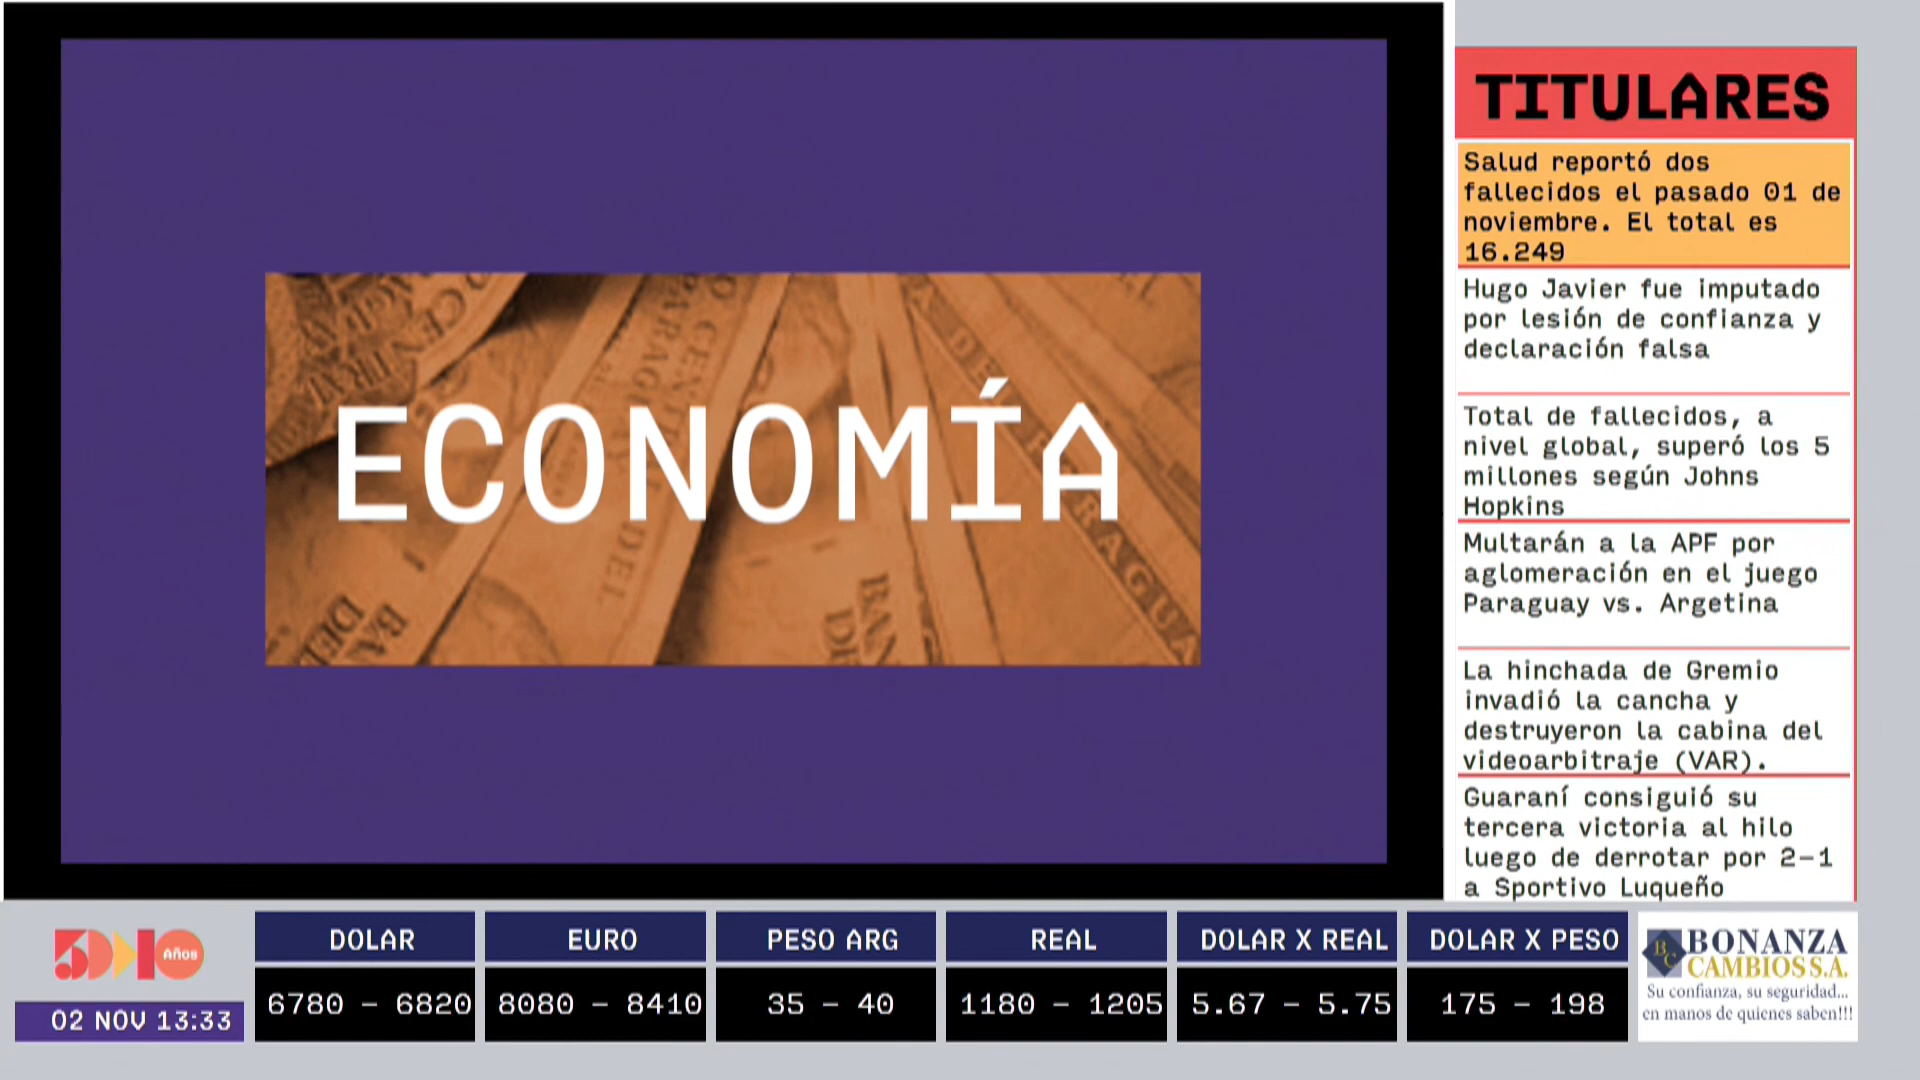 ECONOMÍA
TITULARES
Salud reportó dos
fallecidos el pasado 01 de
noviembre. El total es
16.249
Hugo Javier fue imputado
por lesión de confianza y
declaración falsa
Total de fallecidos, a
nivel global, superó los 5
millones según Johns
Hopkins
Multarán a la APF por
aglomeración en el juego
Paraguay vs. Argetina
La hinchada de Gremio
invadió la cancha y
destruyeron la cabina del
videoarbitraje (VAR).
Guaraní consiguió su
tercera victoria al hilo
luego de derrotar por 2-1
a Sportivo Luqueño
Años
02 NOV 13:33
DOLAR
6780 - 6820
EURO
8080 - 8410
PESO ARG
35 - 40
REAL
1180 - 1205
DOLAR X REAL
5.67 - 5.75
DOLAR X PESO
175 - 198
BC
BONANZA
CAMBIOS S.A.
Su confianza, su seguridad...
en manos de quienes saben!!!